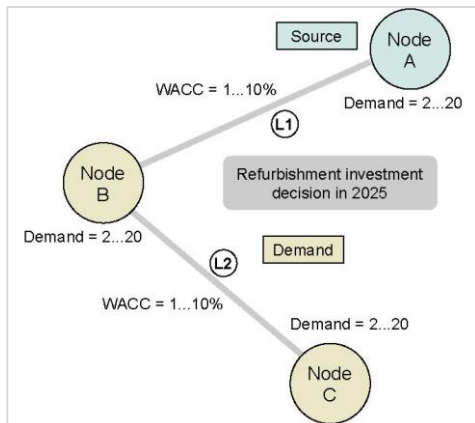 Source
Node
A
WACC = 1...10%
Demand = 2...20
L1
Node
B
Refurbishment investment
decision in 2025
Demand = 2...20
Demand
L2
WACC = 1...10%
Demand = 2...20
Node
C